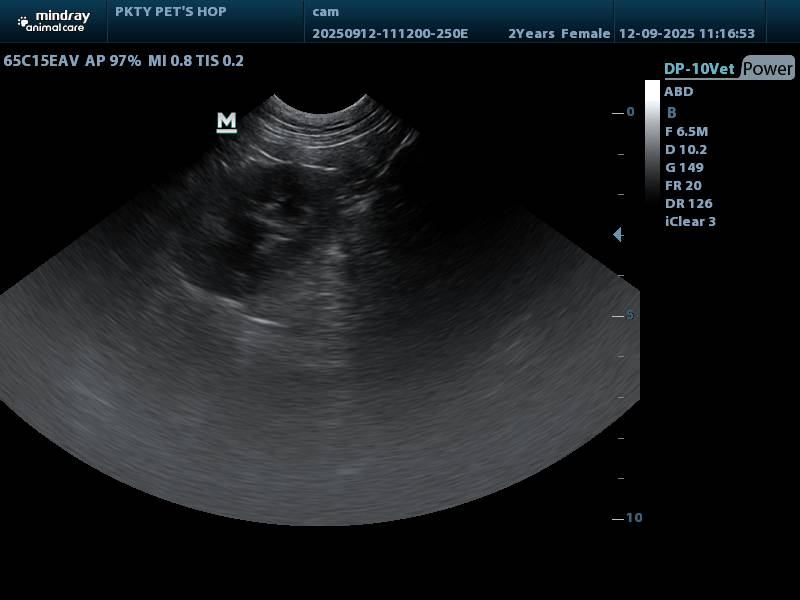 mindray
animal care
PKTY PET'S HOP
cam
20250912-111200-250E
2Years Female
12-09-2025 11:16:53
65C15EAV AP 97% MI 0.8 TIS 0.2
M
DP-10Vet
Power
ABD
B
F 6.5M
D 10.2
G 149
FR 20
DR 126
iClear 3
0
5
10